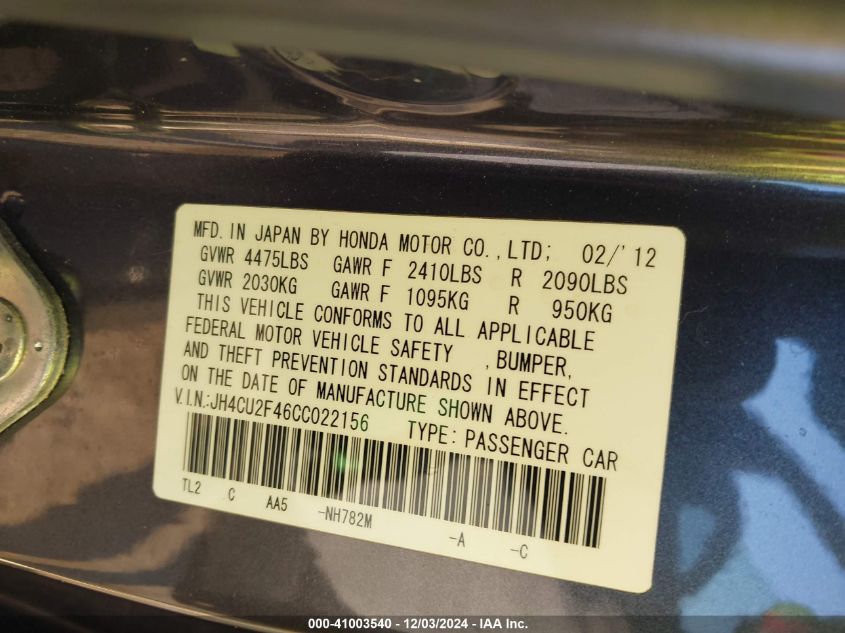 MFD. IN JAPAN BY HONDA MOTOR CO.,LTD; 02/'12
GVWR 4475LBS GAWR F 2410LBS R 2090LBS
GVWR 2030KG GAWR F 1095KG R 950KG
THIS VEHICLE CONFORMS TO ALL APPLICABLE
FEDERAL MOTOR VEHICLE SAFETY ,BUMPER,
AND THEFT PREVENTION STANDARDS IN EFFECT
ON THE DATE OF MANUFACTURE SHOWN ABOVE.
V.I.N.:JH4CU2F46CC022156 TYPE: PASSENGER CAR
TL2 C AA5 -NH782M -A -C
000-41003540 - 12/03/2024 - IAA Inc.